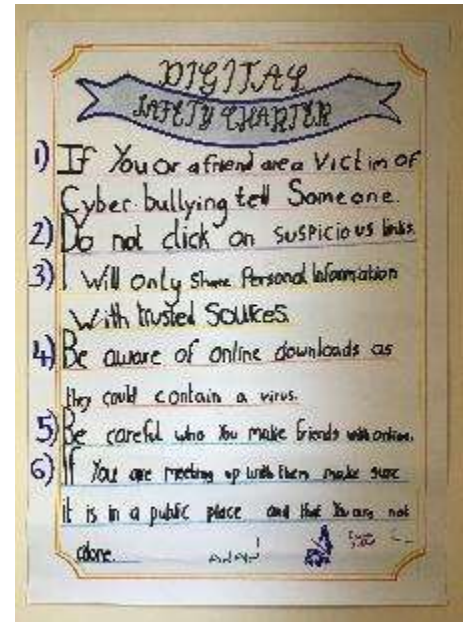 DIGITAL
SAFETY CHARTER
1) If You or a friend are a Victim of
Cyber bullying tell Someone.
2) Do not click on suspicious links.
3) I Will only Share Personal Information
With trusted Sources.
4) Be aware of online downloads as
they could contain a virus.
5) Be careful who You make friends with online.
6) If You are meeting up with them make sure
it is in a public place and that You are not
alone.